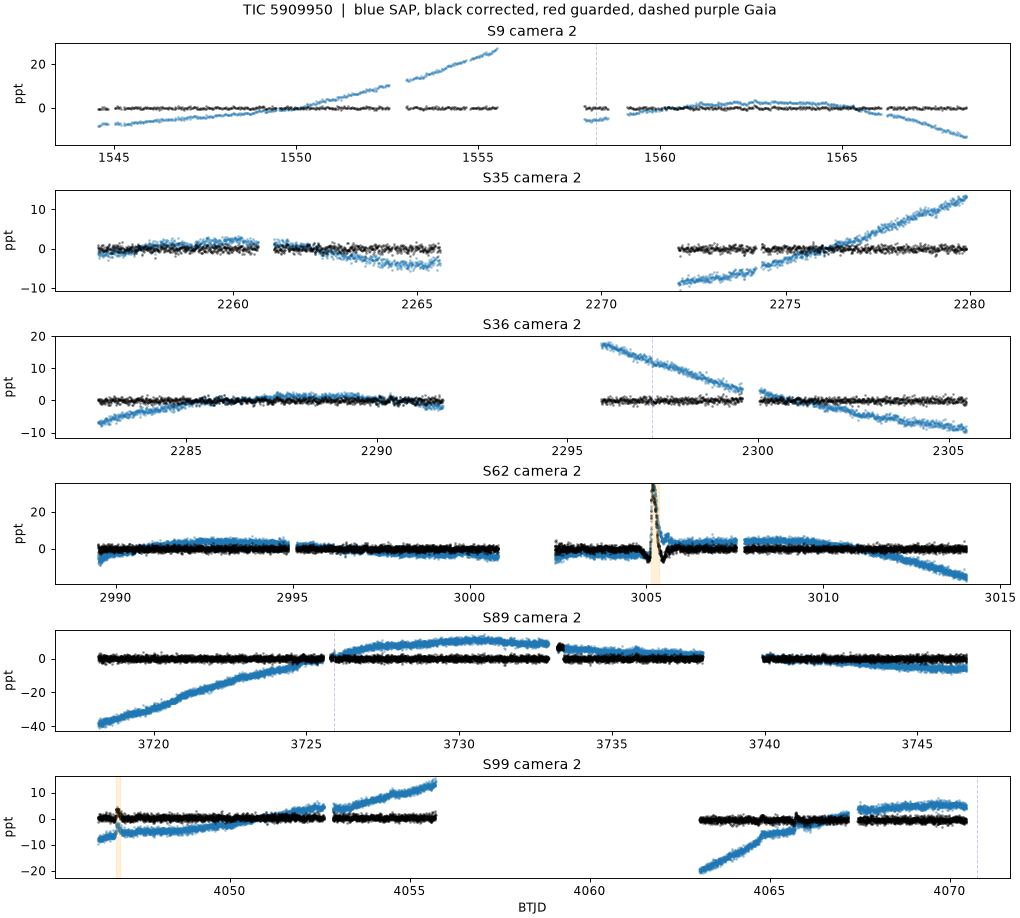 TIC 5909950 | blue SAP, black corrected, red guarded, dashed purple Gaia
S9 camera 2
ppt
20
0
1545 1550 1555 1560 1565
S35 camera 2
ppt
10
0
−10
2260 2265 2270 2275 2280
S36 camera 2
ppt
20
10
0
−10
2285 2290 2295 2300 2305
S62 camera 2
ppt
20
0
2990 2995 3000 3005 3010 3015
S89 camera 2
ppt
0
−20
−40
3720 3725 3730 3735 3740 3745
S99 camera 2
ppt
10
0
−10
−20
4050 4055 4060 4065 4070
BTJD